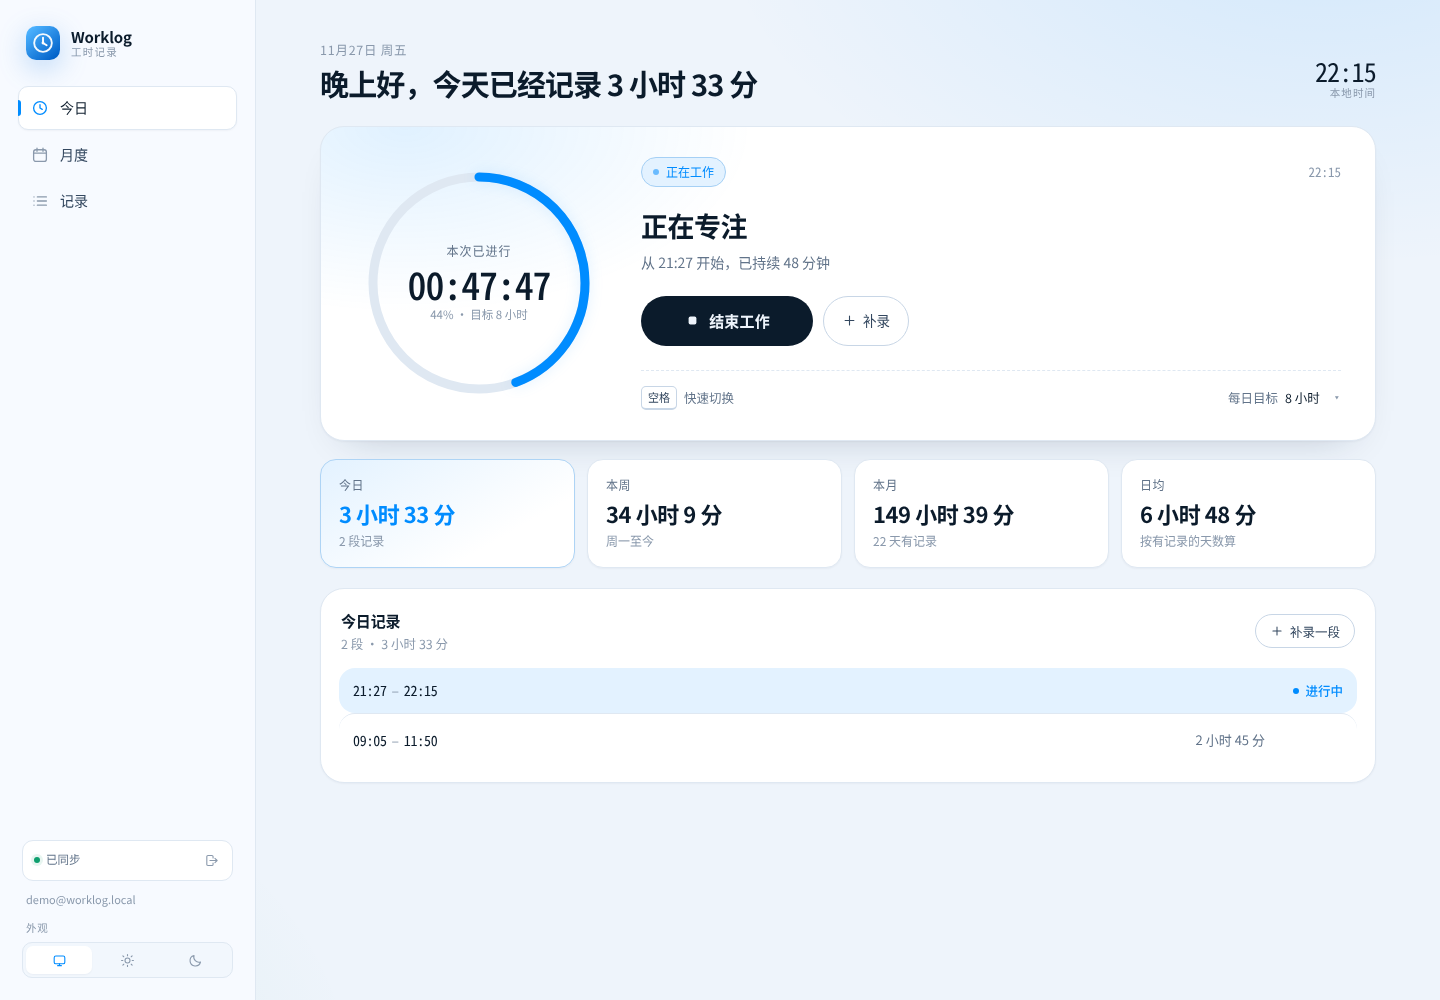 Worklog
工时记录
今日
月度
记录
已同步
demo@worklog.local
外观
11月27日 周五
晚上好，今天已经记录 3 小时 33 分
22:15
本地时间
本次已进行
00:47:47
44% · 目标 8 小时
正在工作
22:15
正在专注
从 21:27 开始，已持续 48 分钟
结束工作
补录
空格 快速切换
每日目标 8 小时
今日
3 小时 33 分
2 段记录
本周
34 小时 9 分
周一至今
本月
149 小时 39 分
22 天有记录
日均
6 小时 48 分
按有记录的天数算
今日记录
2 段 · 3 小时 33 分
补录一段
21:27 – 22:15
进行中
09:05 – 11:50
2 小时 45 分